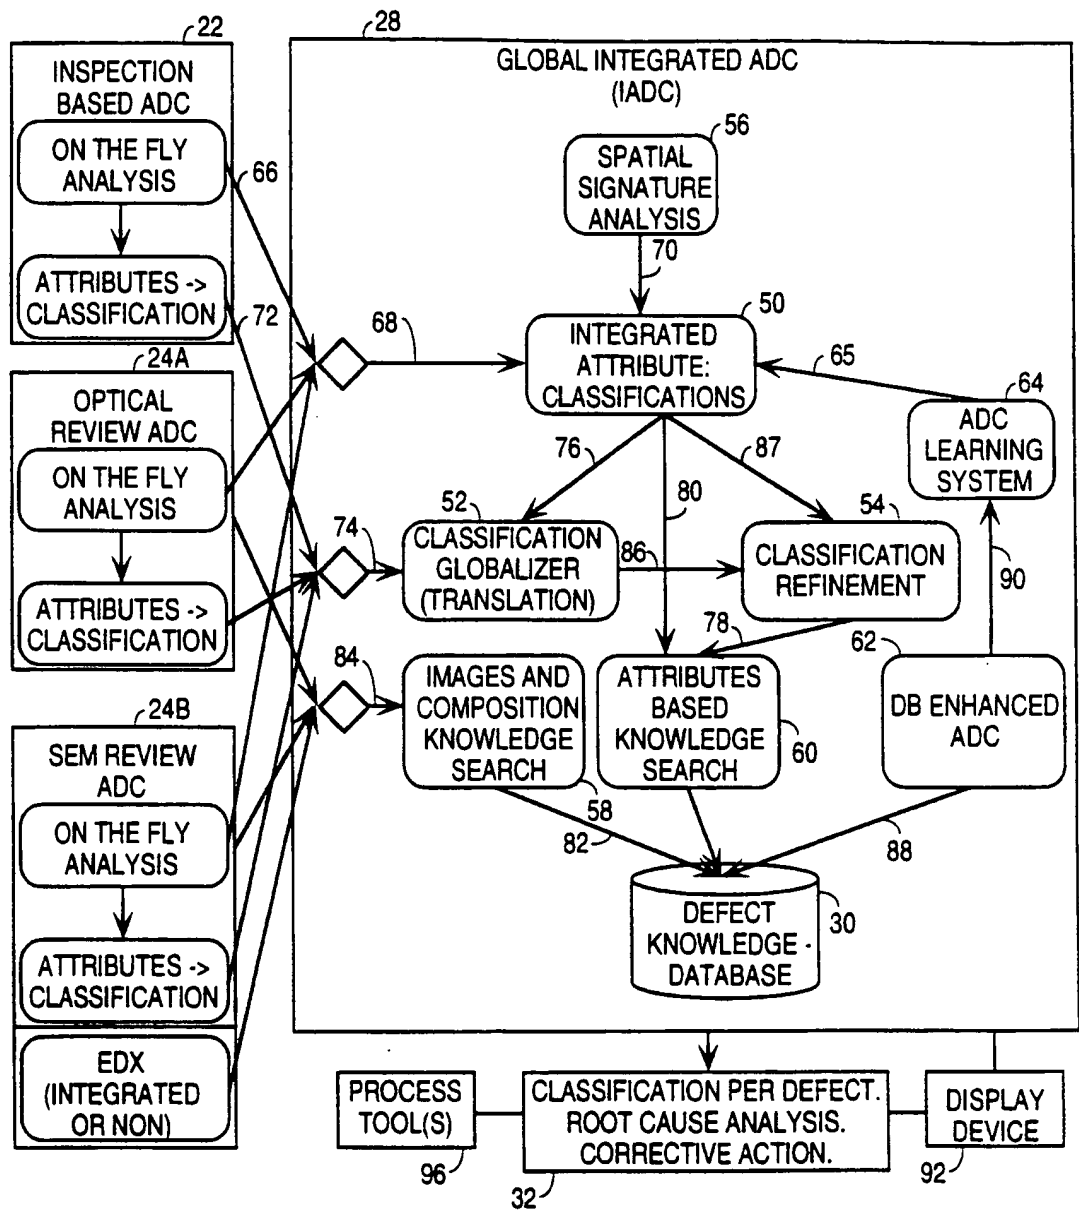 22
INSPECTION
BASED ADC
ON THE FLY
ANALYSIS
66
ATTRIBUTES ->
CLASSIFICATION
72
24A
OPTICAL
REVIEW ADC
ON THE FLY
ANALYSIS
ATTRIBUTES ->
CLASSIFICATION
24B
SEM REVIEW
ADC
ON THE FLY
ANALYSIS
ATTRIBUTES ->
CLASSIFICATION
EDX
(INTEGRATED
OR NON)
28
GLOBAL INTEGRATED ADC
(IADC)
56
SPATIAL
SIGNATURE
ANALYSIS
70
50
68
INTEGRATED
ATTRIBUTE:
CLASSIFICATIONS
65
64
ADC
LEARNING
SYSTEM
76
87
80
52
54
74
CLASSIFICATION
GLOBALIZER
(TRANSLATION)
86
CLASSIFICATION
REFINEMENT
90
78
62
84
IMAGES AND
COMPOSITION
KNOWLEDGE
SEARCH
58
ATTRIBUTES
BASED
KNOWLEDGE
SEARCH
60
DB ENHANCED
ADC
82
88
DEFECT
KNOWLEDGE
DATABASE
30
PROCESS
TOOL(S)
96
CLASSIFICATION PER DEFECT.
ROOT CAUSE ANALYSIS.
CORRECTIVE ACTION.
32
DISPLAY
DEVICE
92